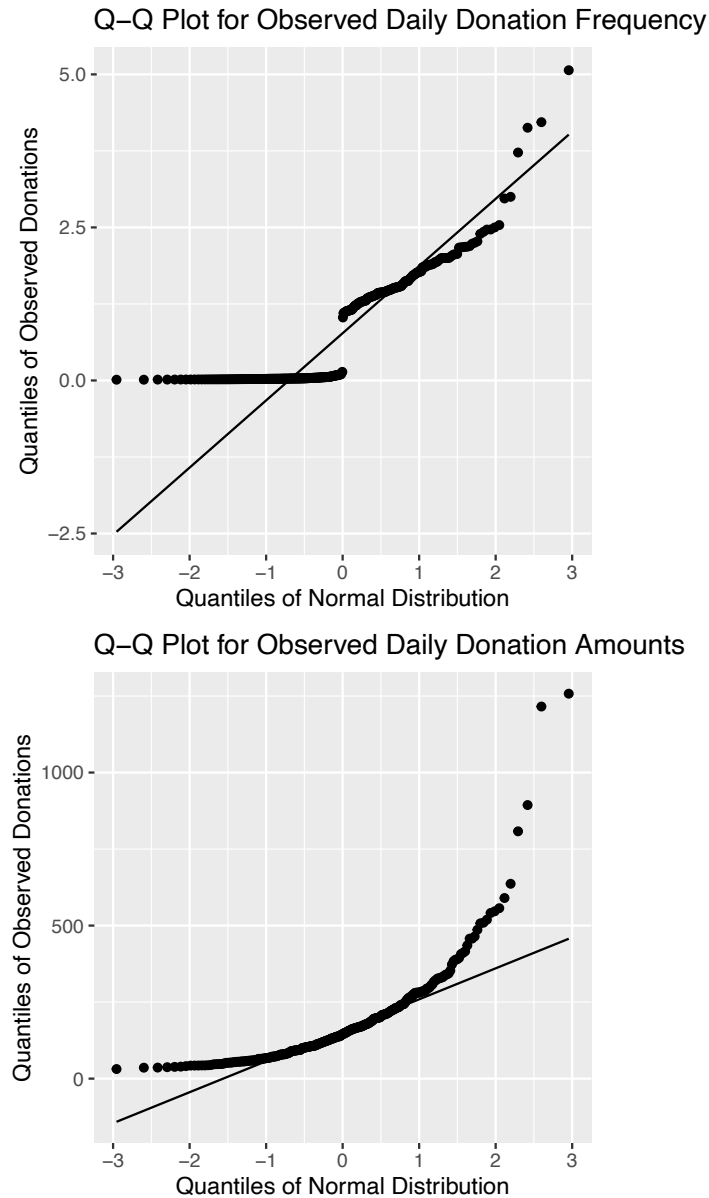 Q−Q Plot for Observed Daily Donation Frequency
5.0
2.5
0.0
−2.5
Quantiles of Observed Donations
−3 −2 −1 0 1 2 3
Quantiles of Normal Distribution
Q−Q Plot for Observed Daily Donation Amounts
1000
500
0
Quantiles of Observed Donations
−3 −2 −1 0 1 2 3
Quantiles of Normal Distribution